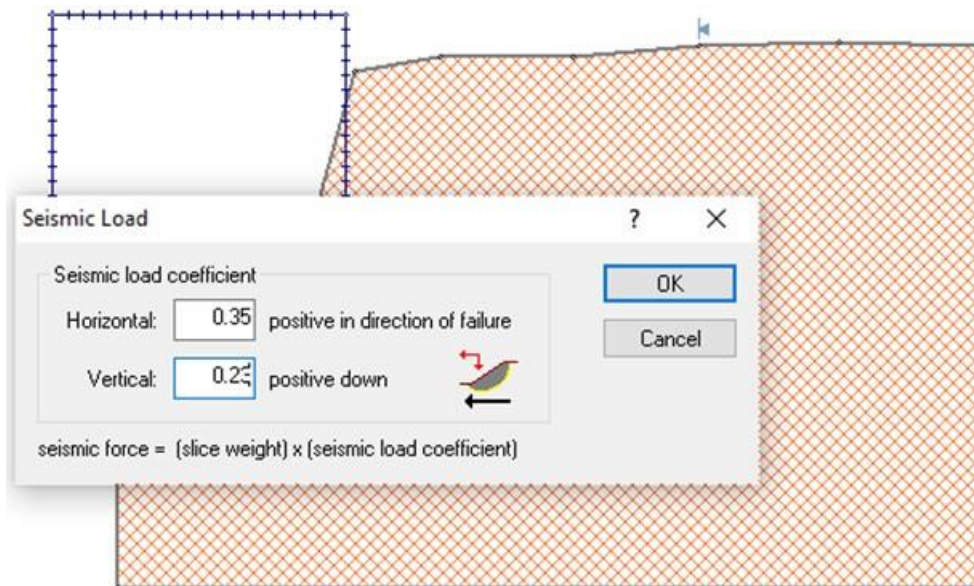 Seismic Load
? X
Seismic load coefficient
OK
Horizontal: 0.35 positive in direction of failure
Cancel
Vertical: positive down
seismic force = (slice weight) x (seismic load coefficient)